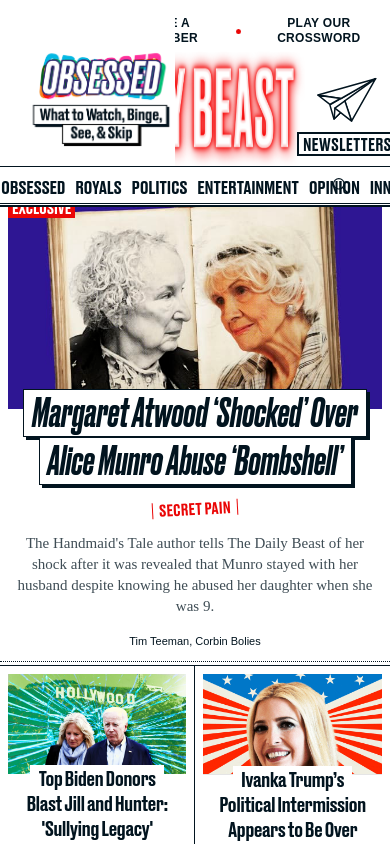 E A
BER
PLAY OUR
CROSSWORD
OBSESSED
What to Watch, Binge,
See, & Skip
Y BEAST
NEWSLETTERS
OBSESSED ROYALS POLITICS ENTERTAINMENT OPINION INN
EXCLUSIVE
Margaret Atwood ‘Shocked’ Over
Alice Munro Abuse ‘Bombshell’
SECRET PAIN
The Handmaid's Tale author tells The Daily Beast of her
shock after it was revealed that Munro stayed with her
husband despite knowing he abused her daughter when she
was 9.
Tim Teeman, Corbin Bolies
HOLLYWOOD
Top Biden Donors
Blast Jill and Hunter:
'Sullying Legacy'
Ivanka Trump’s
Political Intermission
Appears to Be Over